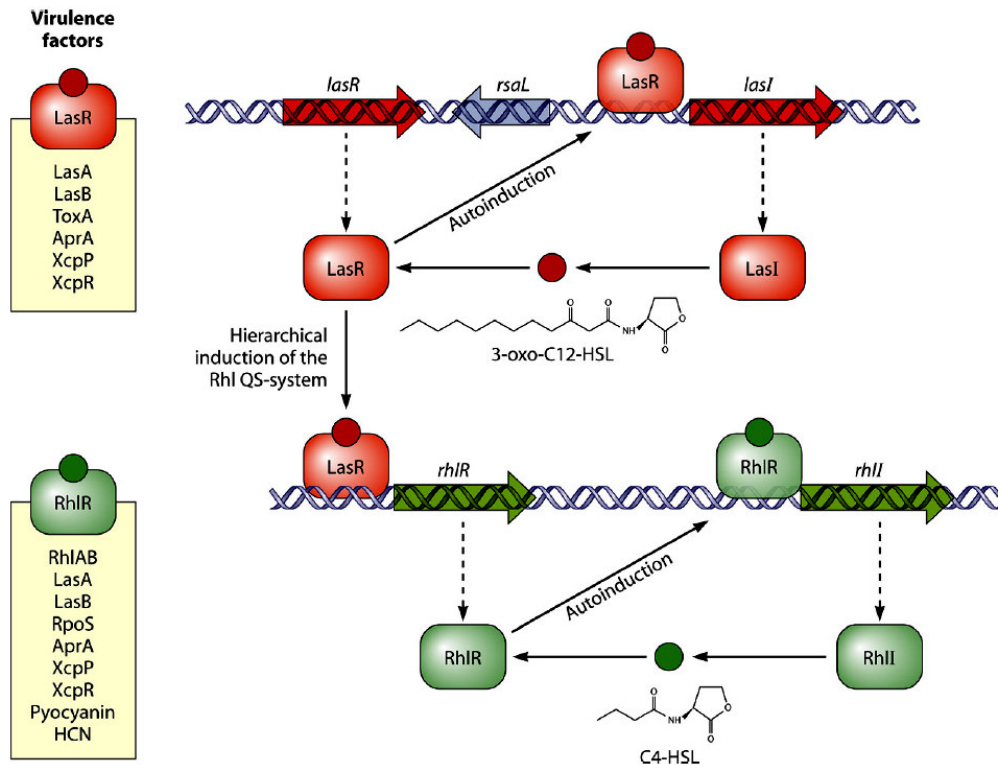 Virulence
factors
LasR
LasA
LasB
ToxA
AprA
XcpP
XcpR
lasR
rsaL
LasR
lasI
Autoinduction
LasR
LasI
3-oxo-C12-HSL
Hierarchical
induction of the
Rhl QS-system
O
O
O
NH
O
LasR
rhlR
RhlR
rhlI
RhlR
RhlAB
LasA
LasB
RpoS
AprA
XcpP
XcpR
Pyocyanin
HCN
Autoinduction
RhlR
RhlI
O
O
NH
O
C4-HSL